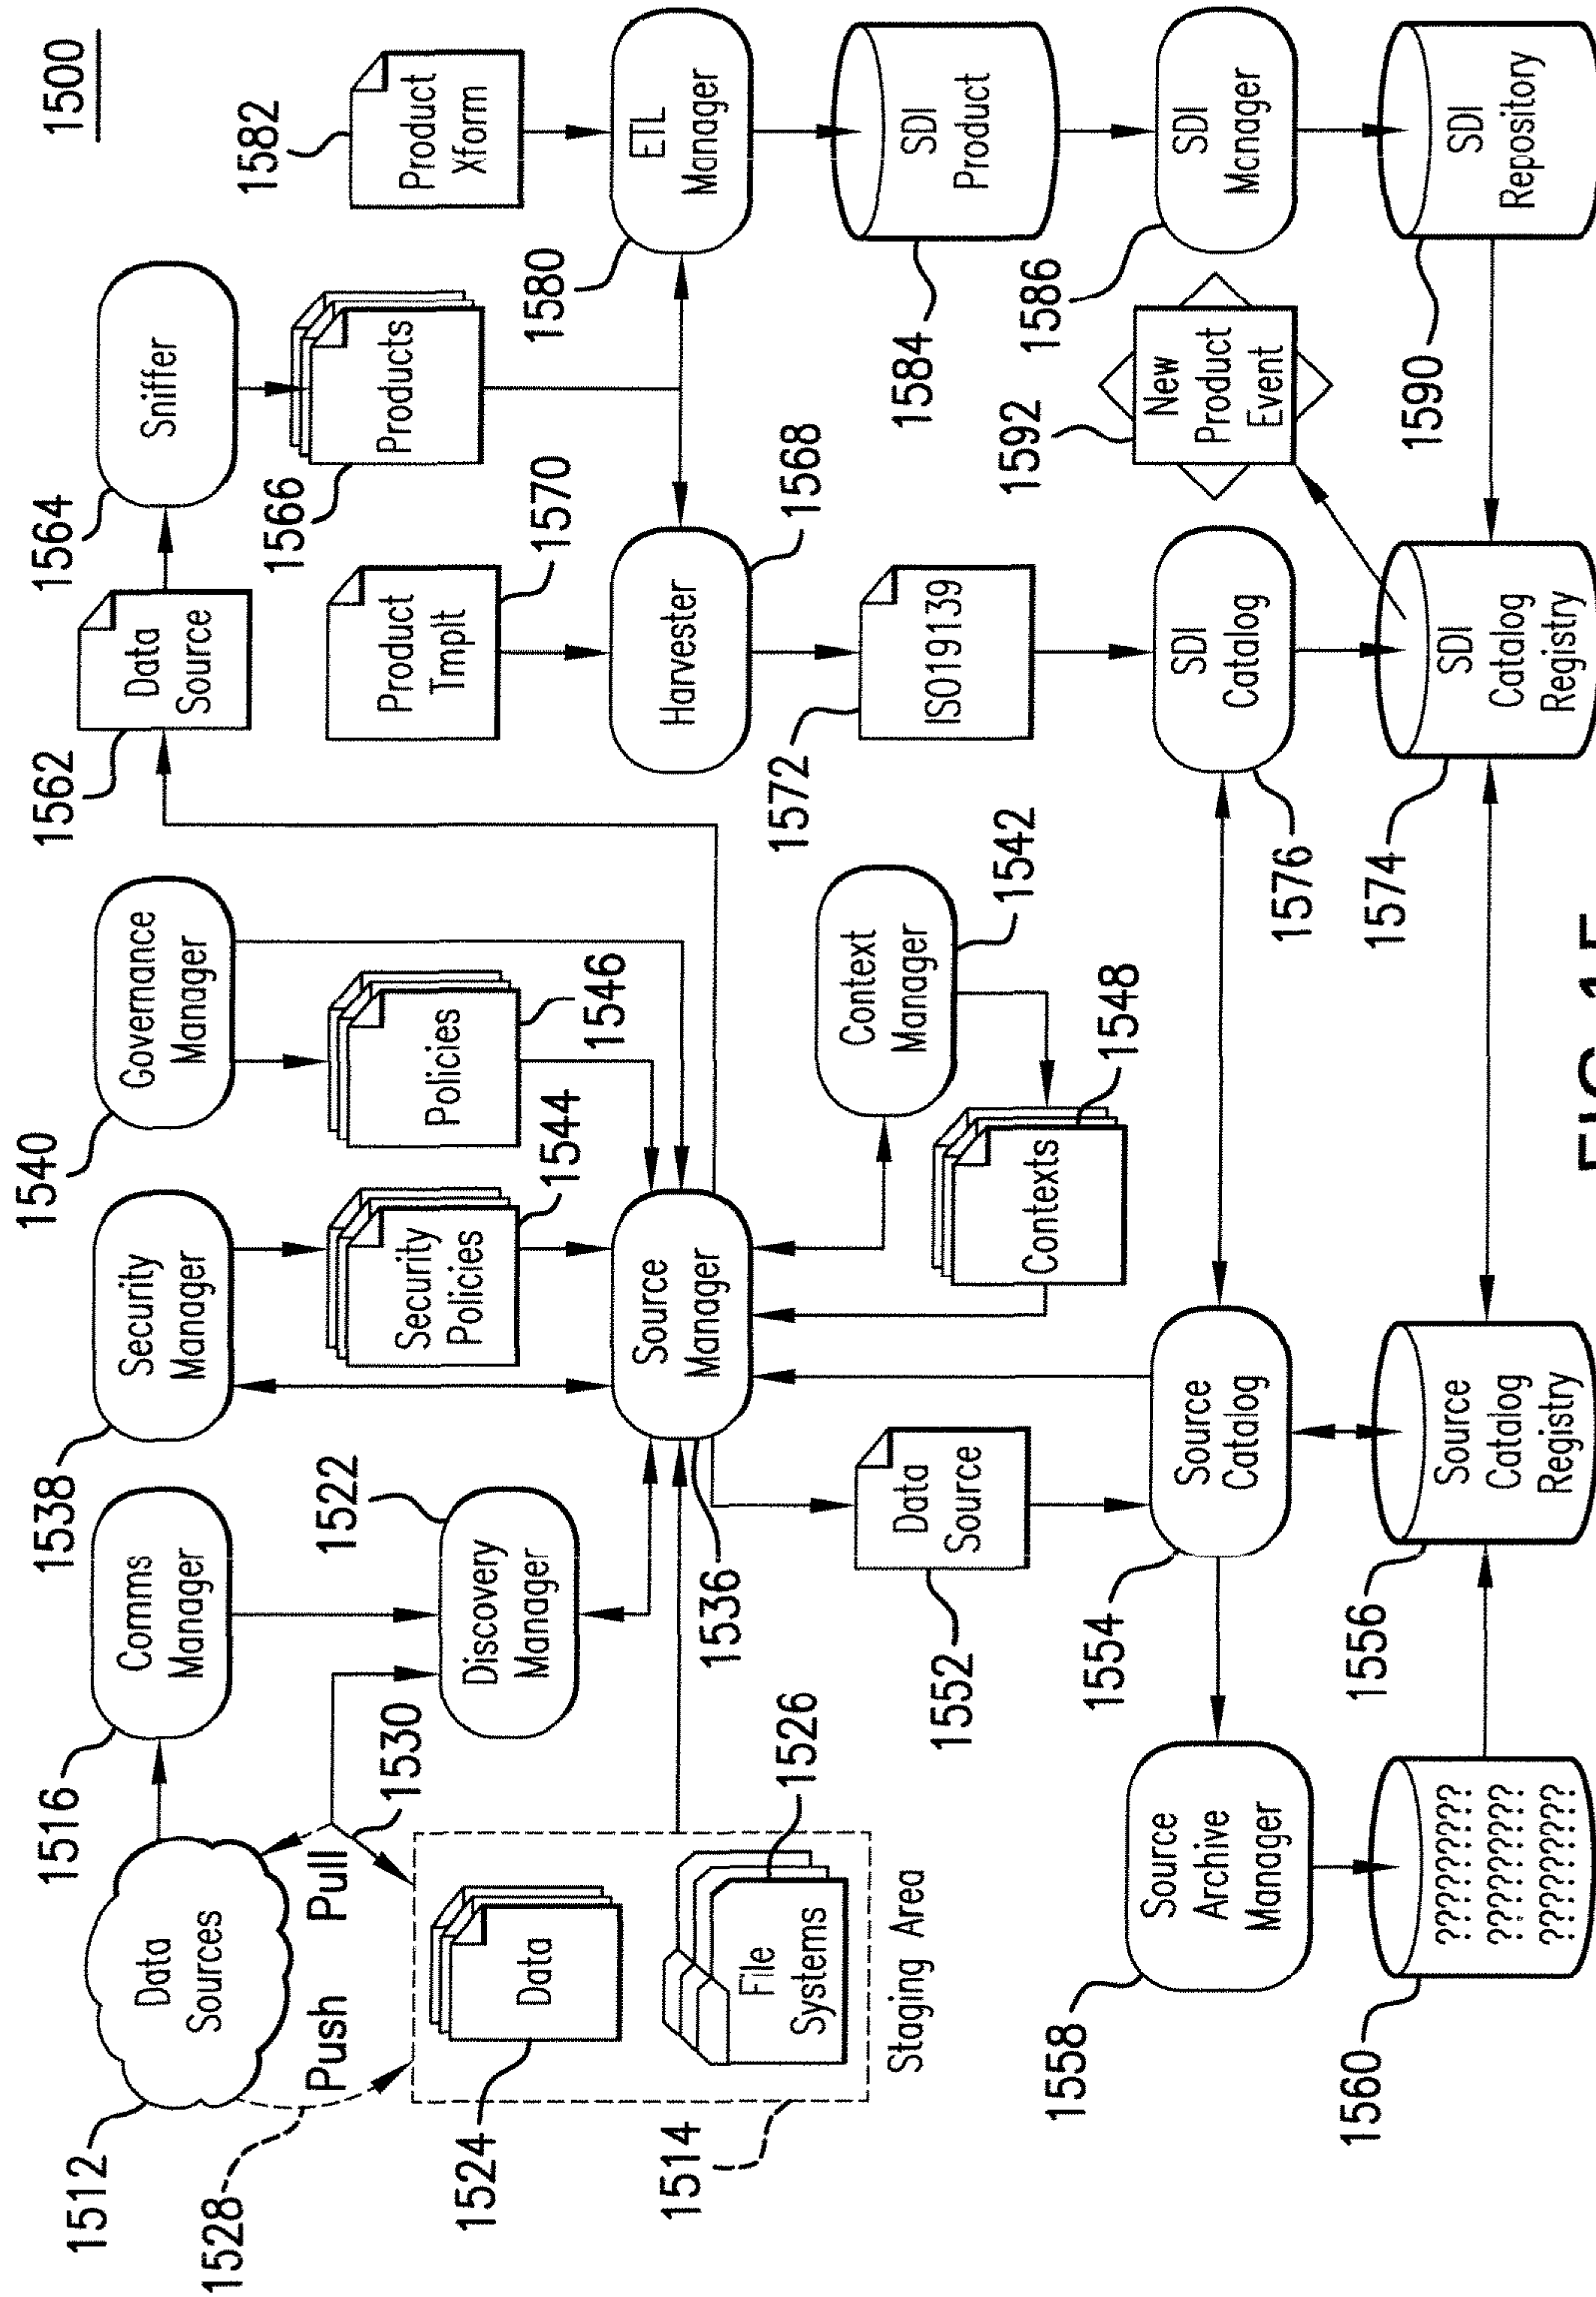 1500
1512
Data
Sources
1516
Comms
Manager
1538
Security
Manager
1540
Governance
Manager
1562
Data
Source
1564
Sniffer
1582
Product
Xform
1528
Push
Pull
1530
1522
Discovery
Manager
Security
Policies
1544
Policies
1546
Product
Tmplt
1570
1566
Products
1524
Data
1514
File
Systems
1526
Staging Area
1536
Source
Manager
Harvester
1568
1580
ETL
Manager
1552
Data
Source
Contexts
1548
Context
Manager
1542
1572
ISO19139
1584
SDI
Product
1558
Source
Archive
Manager
1554
Source
Catalog
1576
SDI
Catalog
1592
New
Product
Event
1586
SDI
Manager
1560
?????????
?????????
?????????
1556
Source
Catalog
Registry
1574
SDI
Catalog
Registry
1590
SDI
Repository